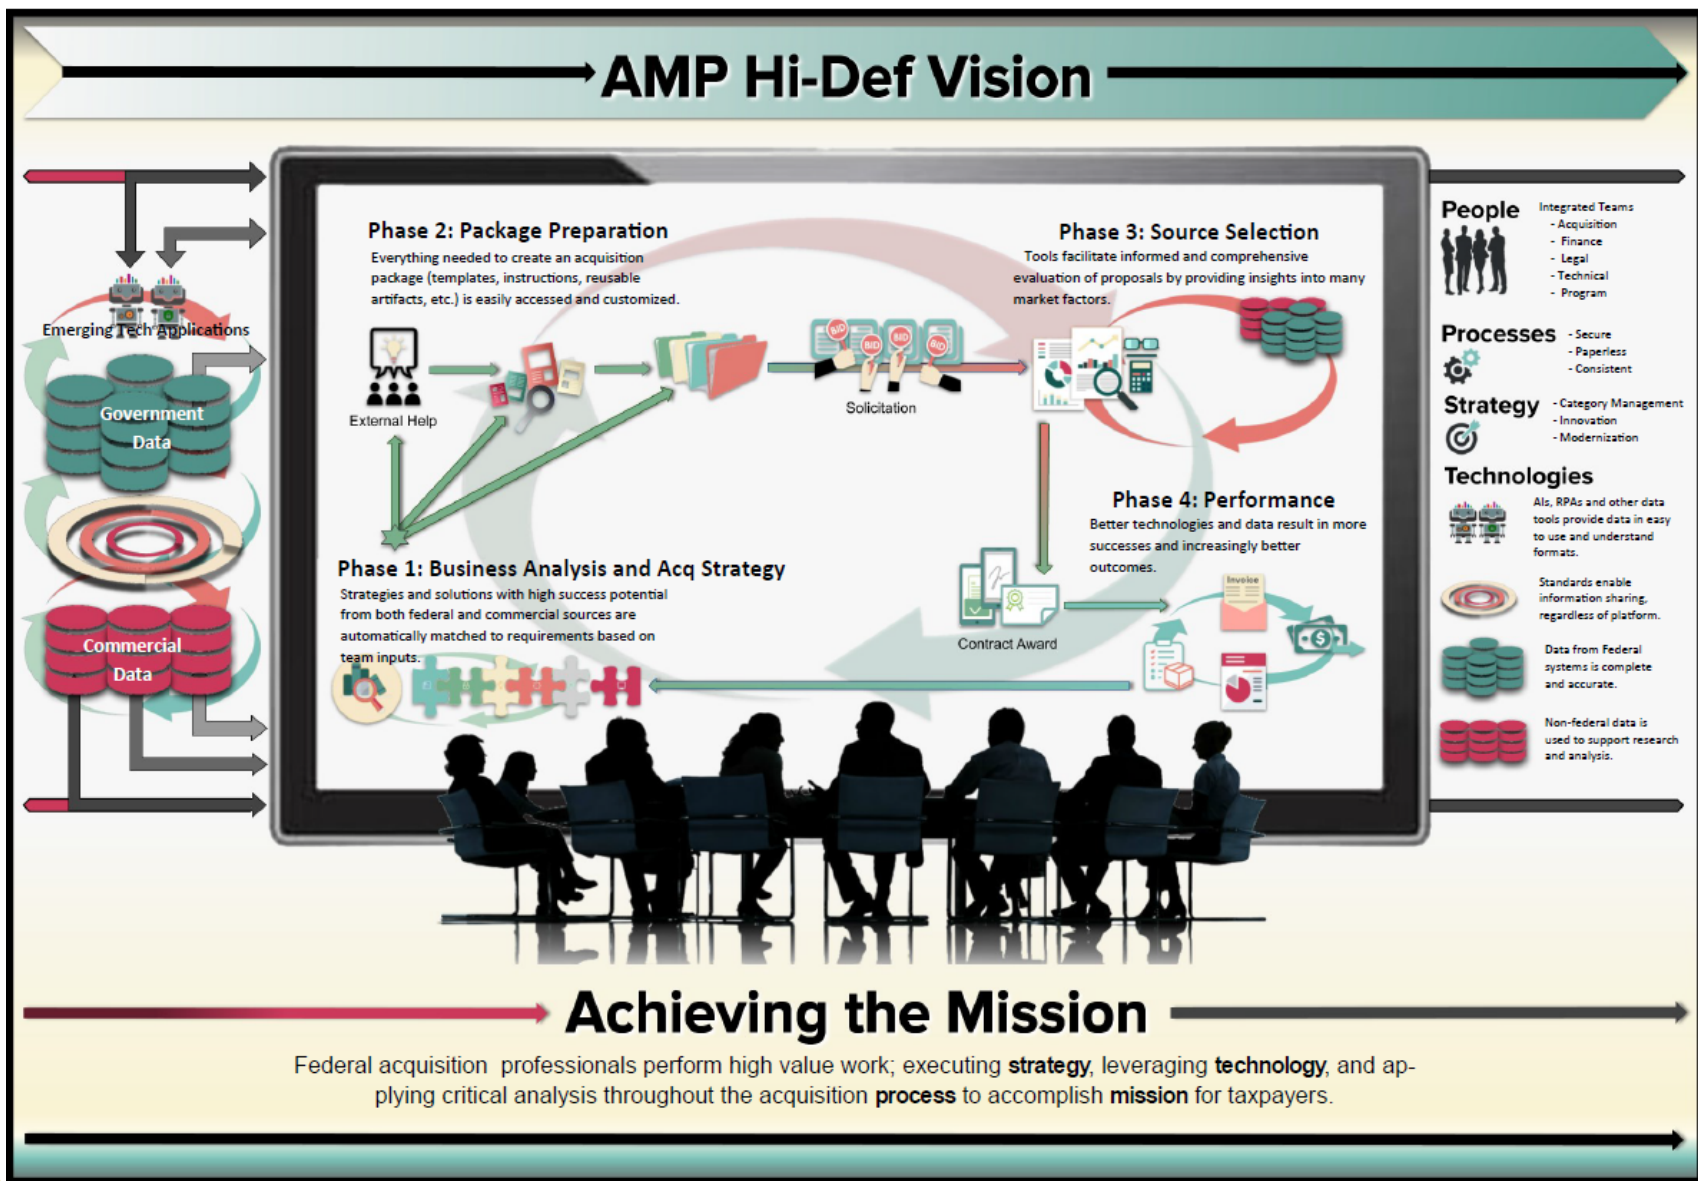 AMP Hi-Def Vision
Emerging Tech Applications
Government
Data
Commercial
Data
Phase 2: Package Preparation
Everything needed to create an acquisition
package (templates, instructions, reusable
artifacts, etc.) is easily accessed and customized.
External Help
BID
BID
BID
BID
Solicitation
Phase 3: Source Selection
Tools facilitate informed and comprehensive
evaluation of proposals by providing insights into many
market factors.
Phase 1: Business Analysis and Acq Strategy
Strategies and solutions with high success potential
from both federal and commercial sources are
automatically matched to requirements based on
team inputs.
Phase 4: Performance
Better technologies and data result in more
successes and increasingly better
outcomes.
Contract Award
Invoice
$
People
Integrated Teams
- Acquisition
- Finance
- Legal
- Technical
- Program
Processes
- Secure
- Paperless
- Consistent
Strategy
- Category Management
- Innovation
- Modernization
Technologies
AIs, RPAs and other data
tools provide data in easy
to use and understand
formats.
Standards enable
information sharing,
regardless of platform.
Data from Federal
systems is complete
and accurate.
Non-federal data is
used to support research
and analysis.
Achieving the Mission
Federal acquisition professionals perform high value work; executing strategy, leveraging technology, and ap-
plying critical analysis throughout the acquisition process to accomplish mission for taxpayers.